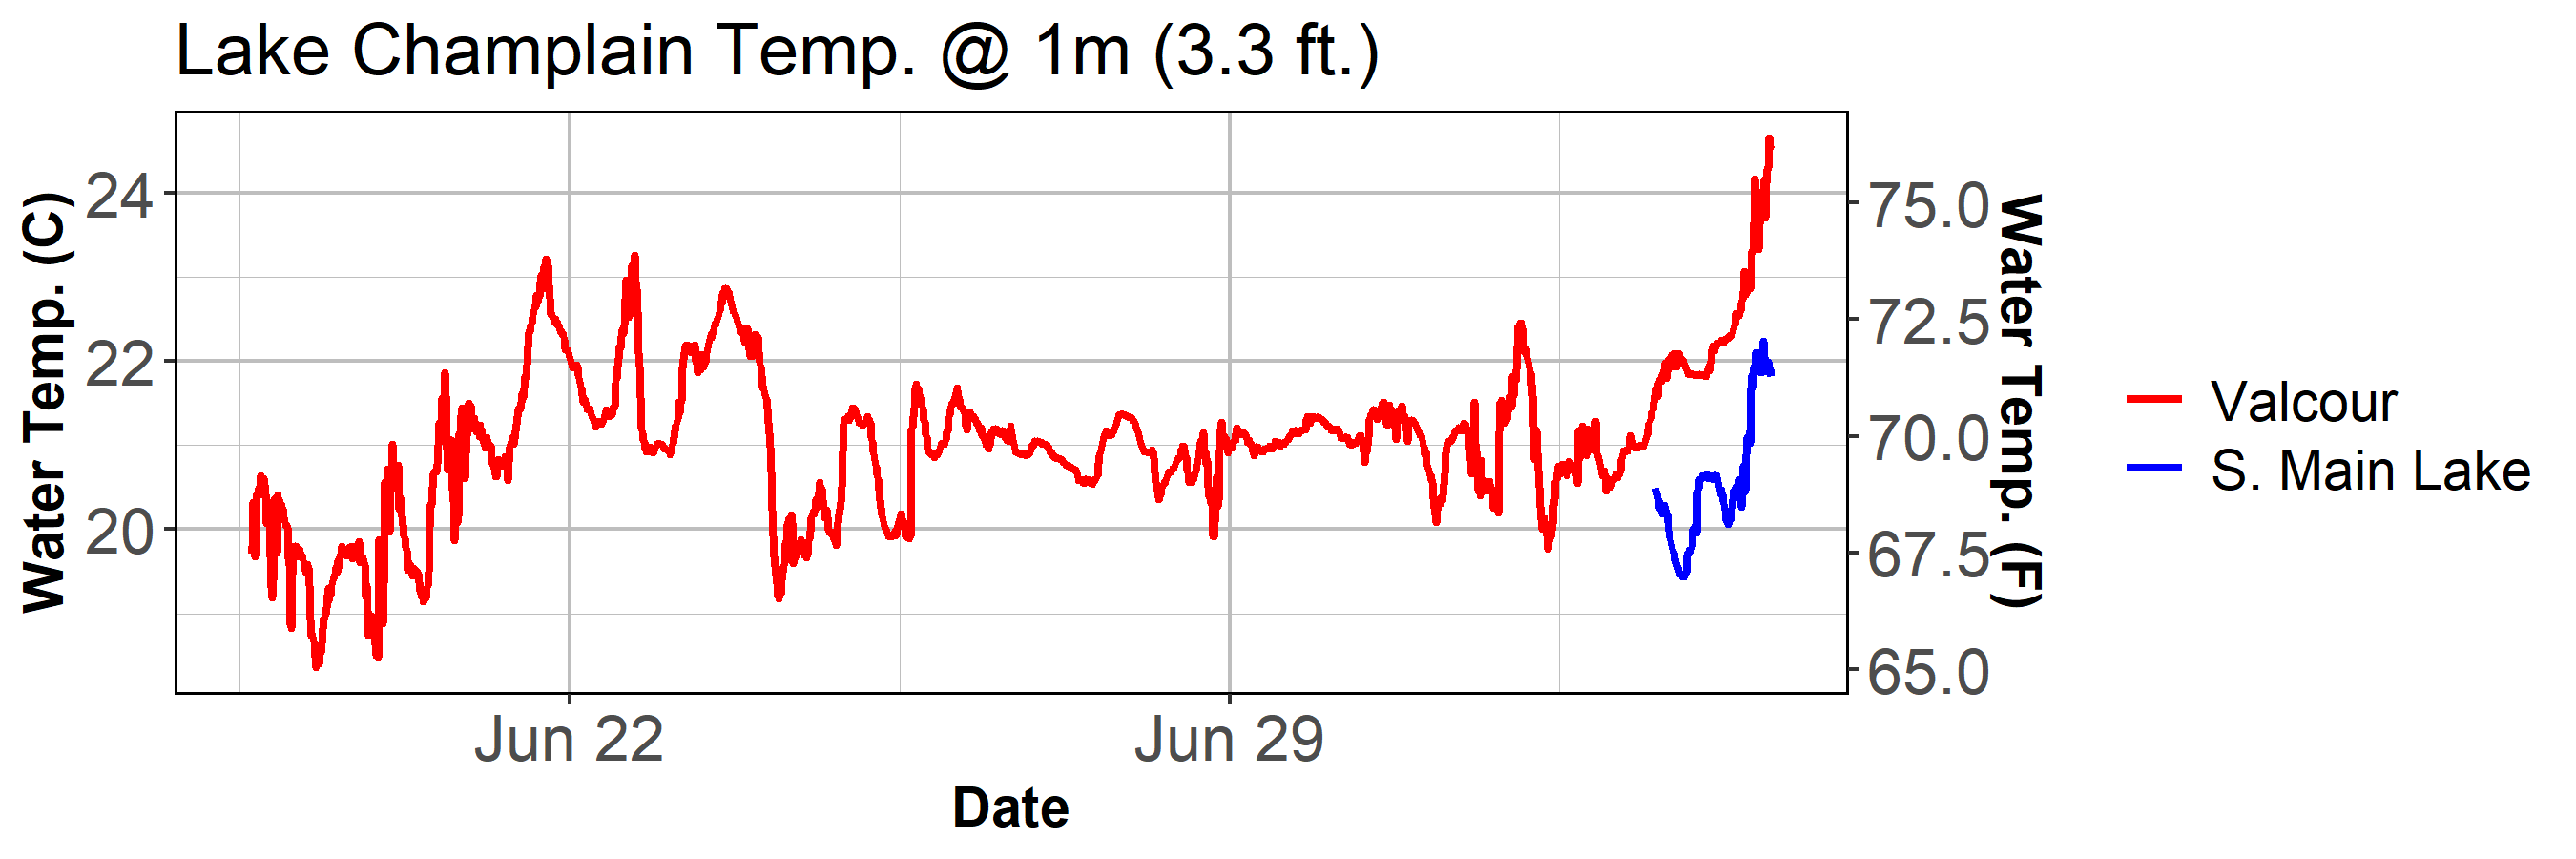 Lake Champlain Temp. @ 1m (3.3 ft.)
Water Temp. (C)
24
22
20
75.0
72.5
70.0
67.5
65.0
Water Temp. (F)
Jun 22
Jun 29
Date
Valcour
S. Main Lake